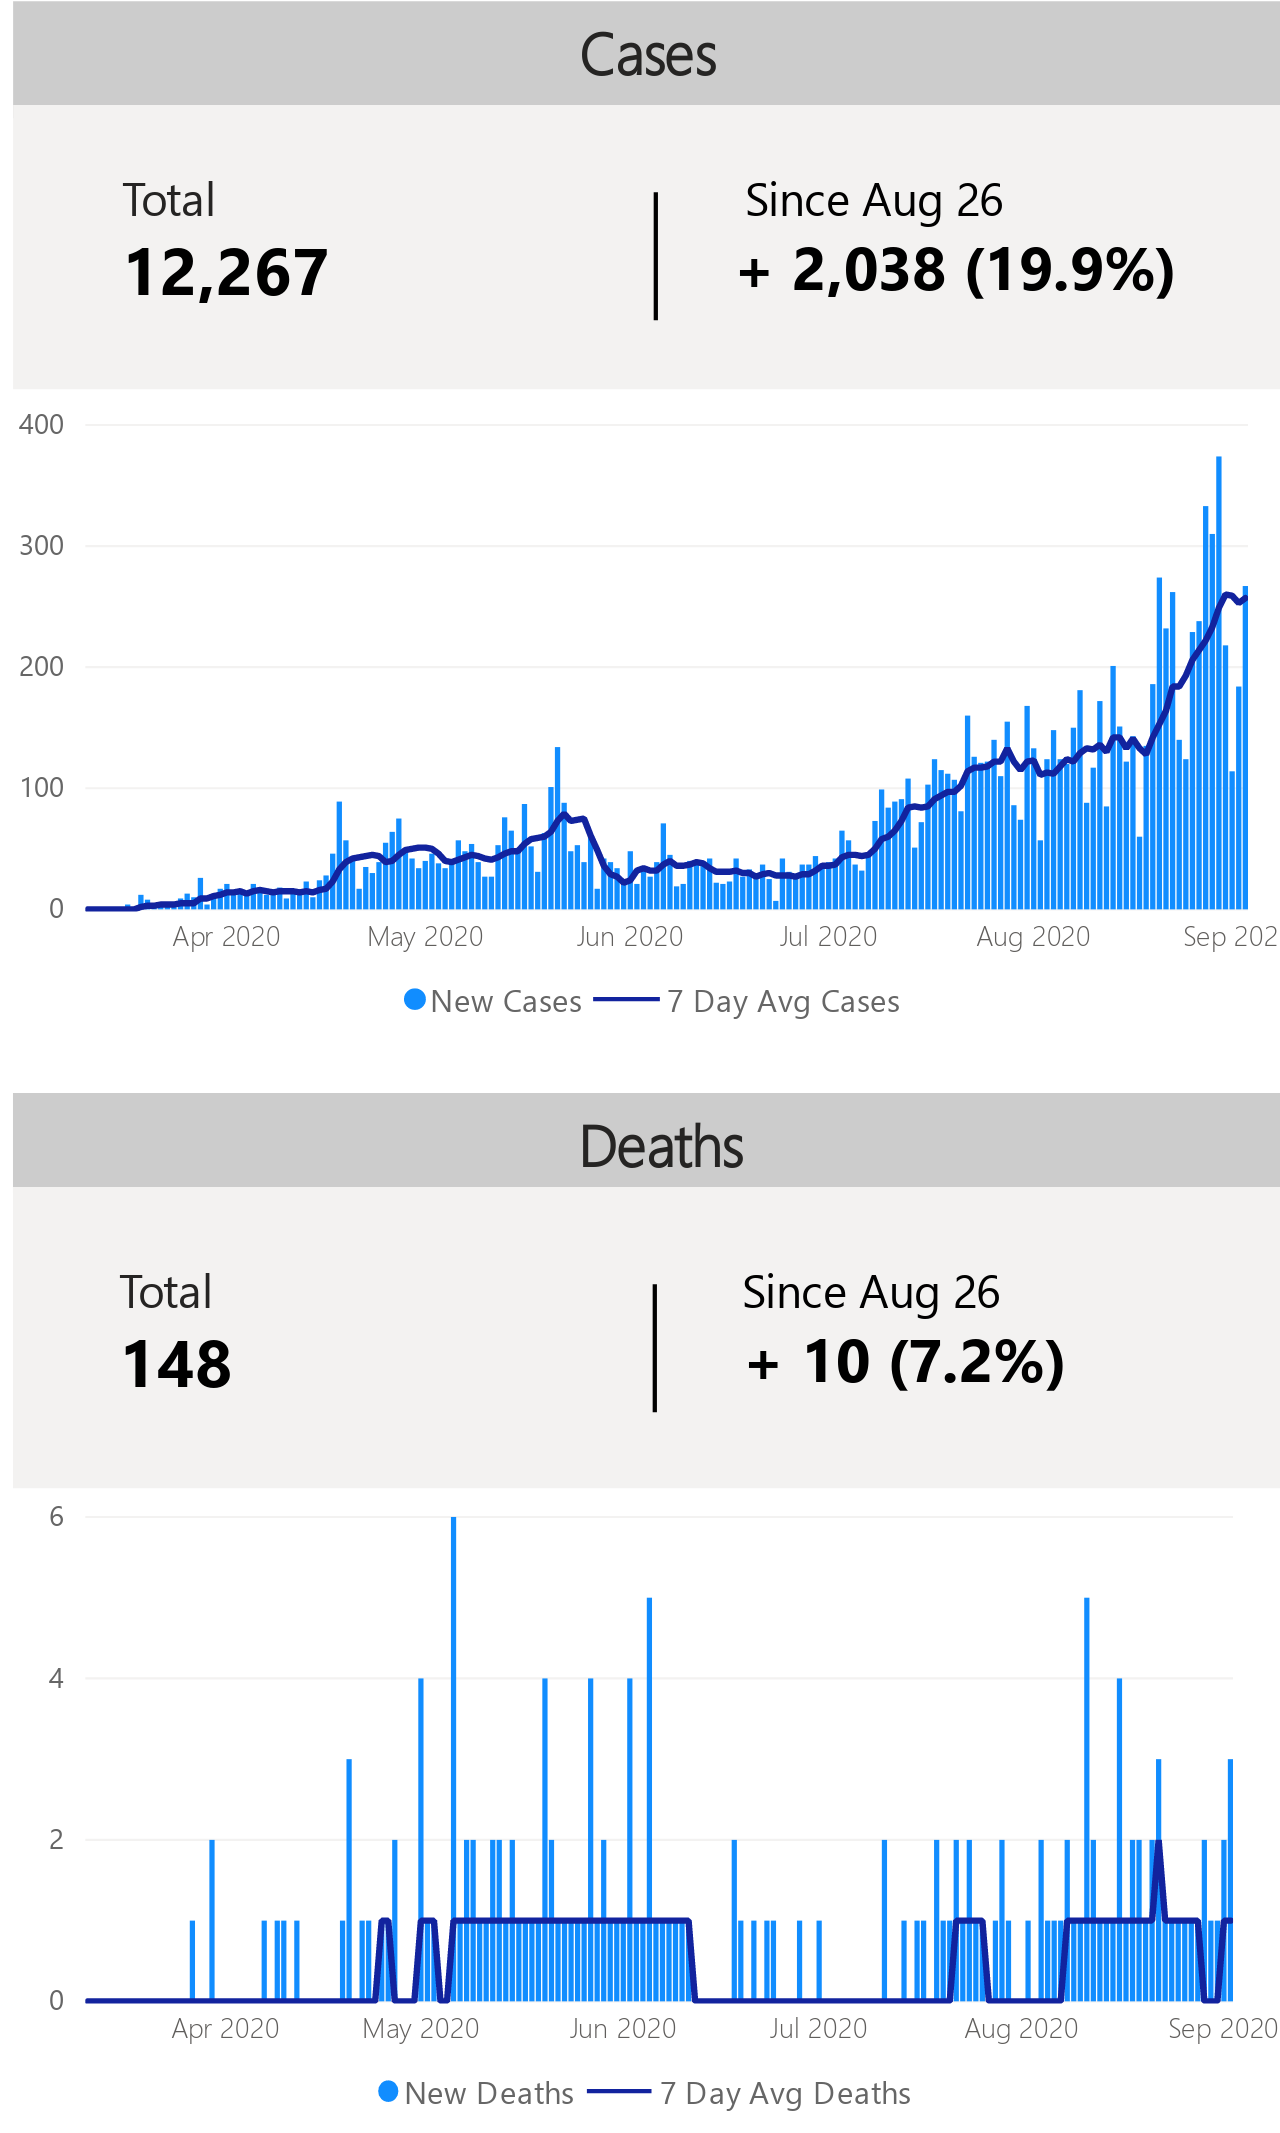 Cases
Total
Since Aug 26
12,267
+ 2,038 (19.9%)
400
300
200
100
0
Apr 2020
May 2020
Jun 2020
Jul 2020
Aug 2020
Sep 202
New Cases
7 Day Avg Cases
Deaths
Total
Since Aug 26
148
+ 10 (7.2%)
6
4
2
0
Apr 2020
May 2020
Jun 2020
Jul 2020
Aug 2020
Sep 2020
New Deaths
7 Day Avg Deaths